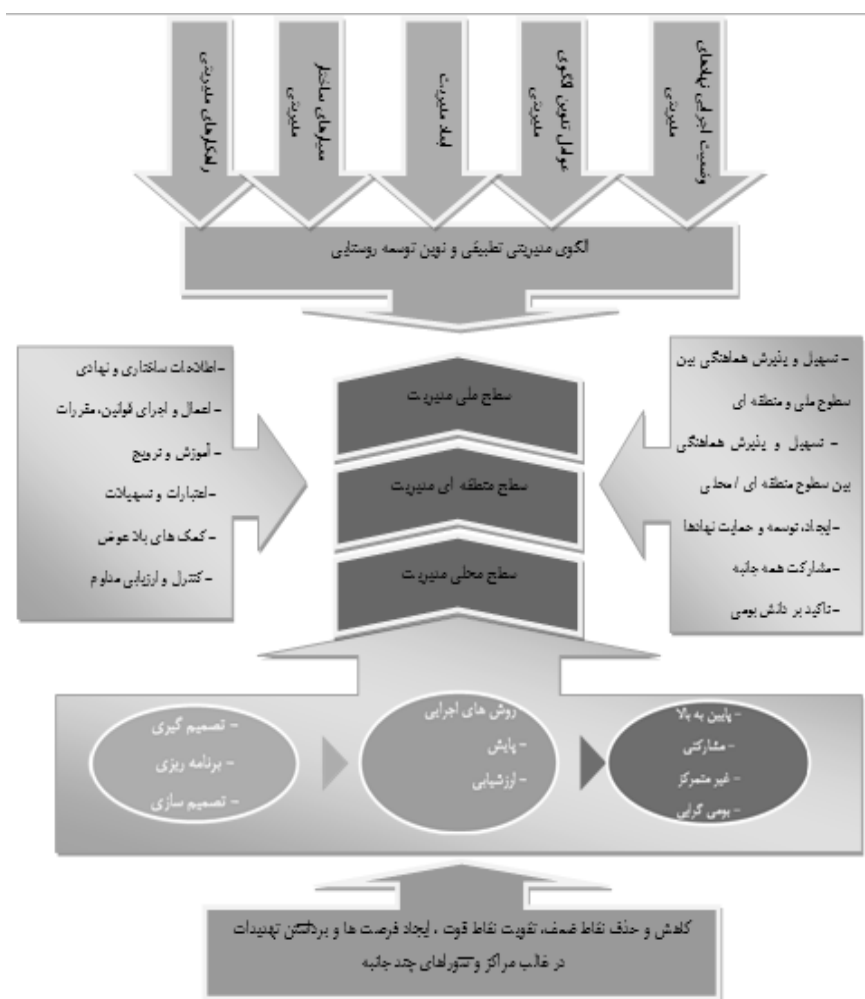 وضعیت اجرایی نهادهای
مدیریتی
عوامل تدوین الگوی
مدیریتی
ابعاد مدیریت
معیارهای ساختار
مدیریتی
راهکارهای مدیریتی
الگوی مدیریتی تطبیقی و نوین توسعه روستایی
- تسهیل و پذیرش هماهنگی بین
سطوح ملی و منطقه ای
- تسهیل و پذیرش هماهنگی
بین سطوح منطقه ای / محلی
-ایجاد، توسعه و حمایت نهادها
-مشارکت همه جانبه
-تاکید بر دانش بومی
سطح ملی مدیریت
سطح منطقه ای مدیریت
سطح محلی مدیریت
-اطلاعات ساختاری و نهادی
-اعمال و اجرای قوانین، مقررات
-آموزش و ترویج
-اعتبارات و تسهیلات
-کمک های بلاعوض
-کنترل و ارزیابی مداوم
- پایین به بالا
- مشارکتی
- غیر متمرکز
- بومی گرایی
روش های اجرایی
- پایش
- ارزشیابی
- تصمیم گیری
- برنامه ریزی
- تصمیم سازی
کاهش و حذف نقاط ضعف، تقویت نقاط قوت ، ایجاد فرصت ها و برداشتن تهدیدات
در غالب مراکز و شوراهای چند جانبه